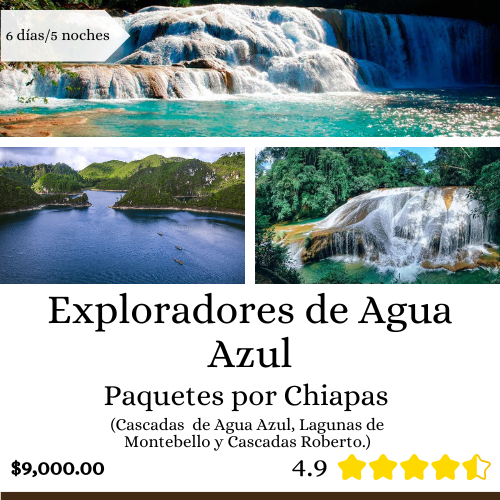 6 días/5 noches
Exploradores de Agua
Azul
Paquetes por Chiapas
(Cascadas de Agua Azul, Lagunas de
Montebello y Cascadas Roberto.)
$9,000.00
4.9